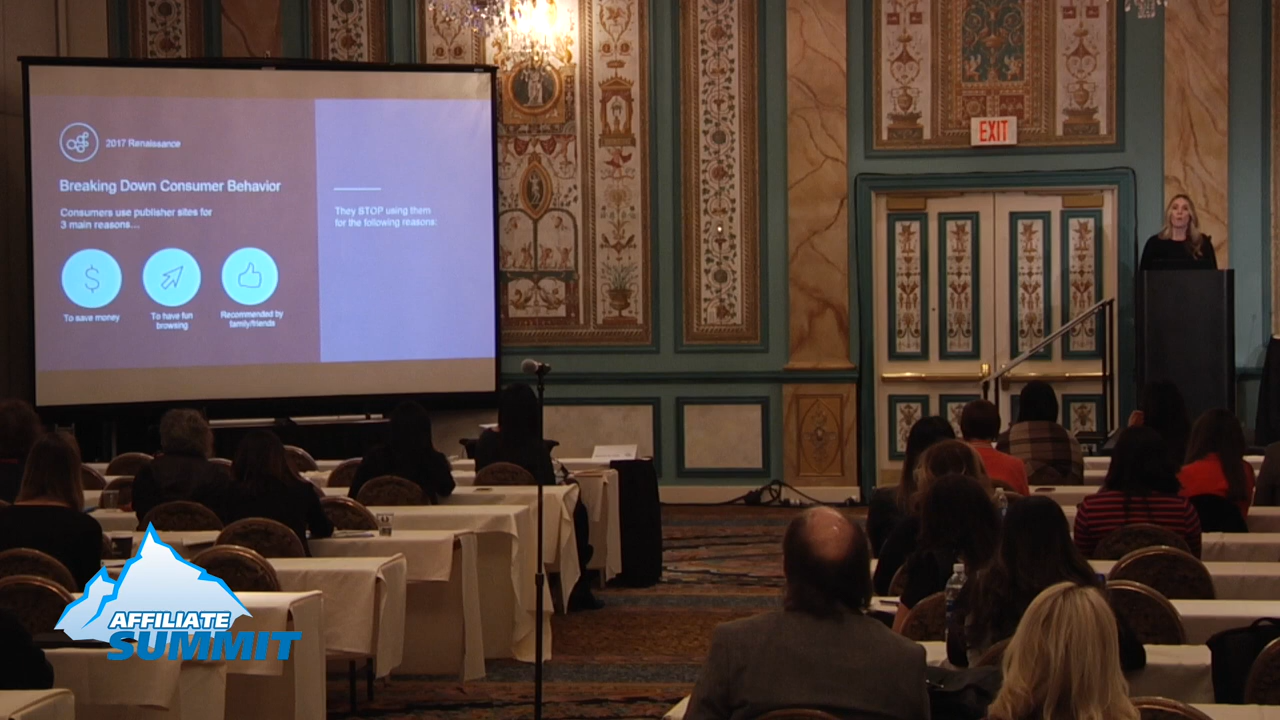 2017 Renaissance
Breaking Down Consumer Behavior
Consumers use publisher sites for
3 main reasons...
$
To save money
To have fun
browsing
Recommended by
family/friends
They STOP using them
for the following reasons:
EXIT
AFFILIATE
SUMMIT